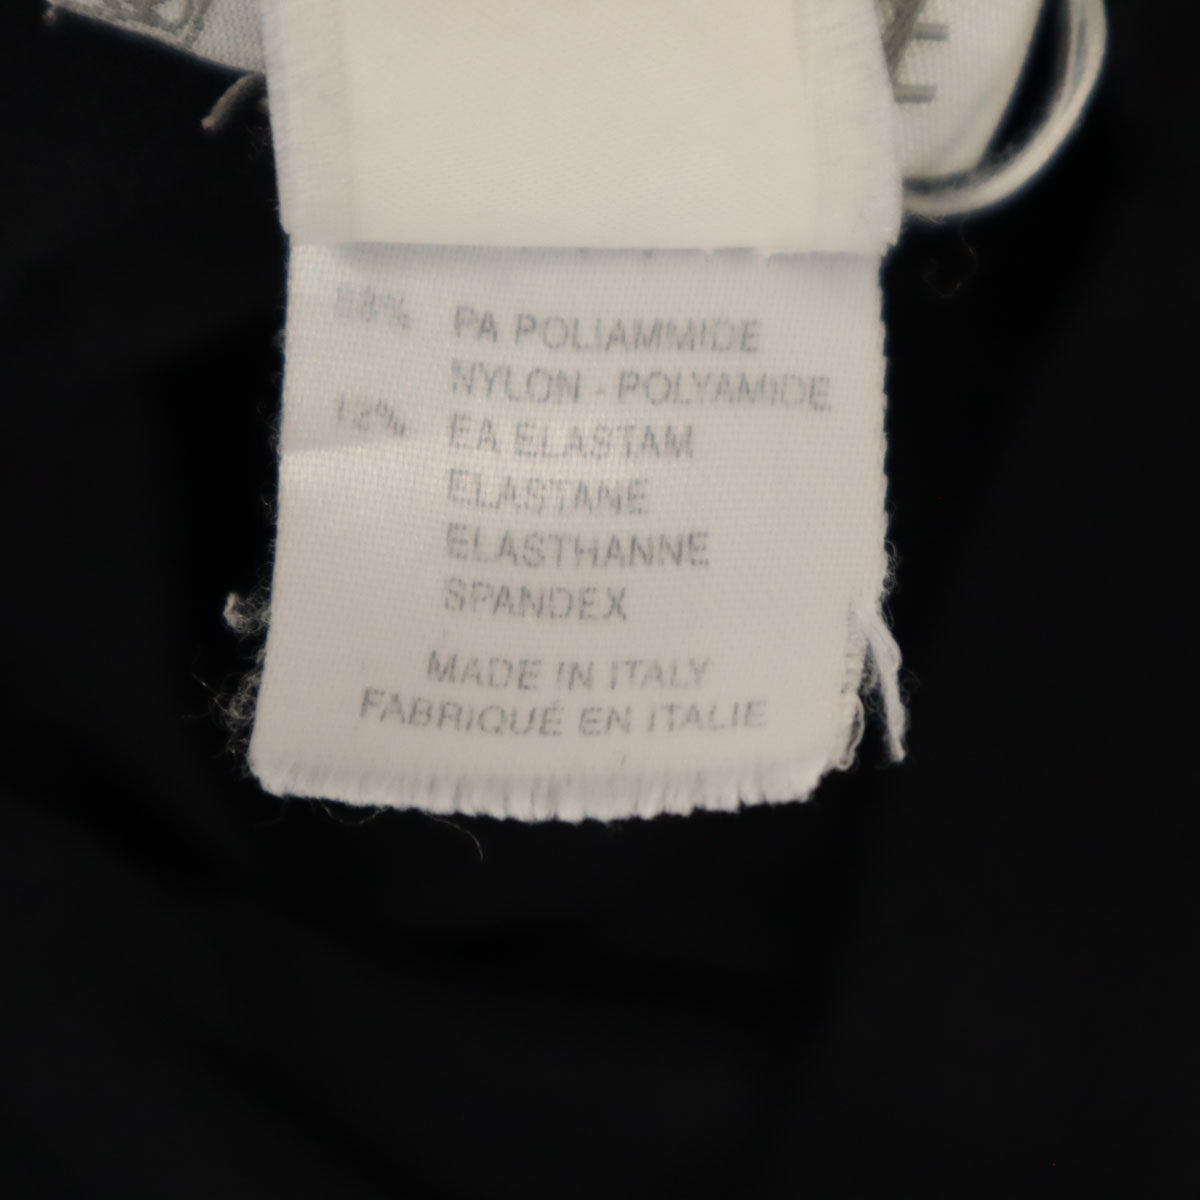 88% PA POLIAMMIDE
NYLON - POLYAMIDE
12% EA ELASTAM
ELASTANE
ELASTHANNE
SPANDEX
MADE IN ITALY
FABRIQUÉ EN ITALIE